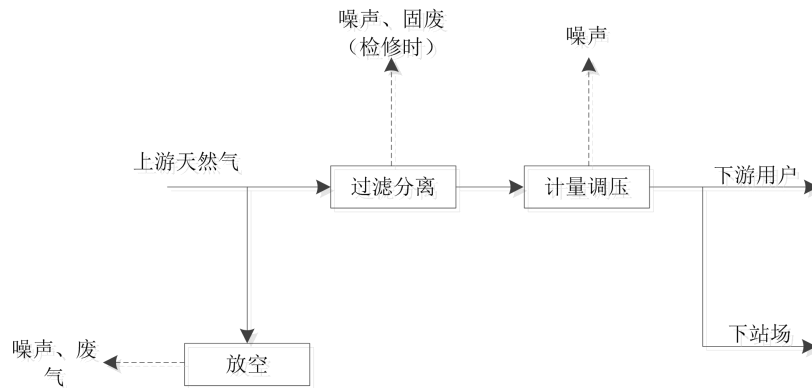 噪声、固废
（检修时）
噪声
上游天然气
过滤分离
计量调压
下游用户
下站场
噪声、废
气
放空